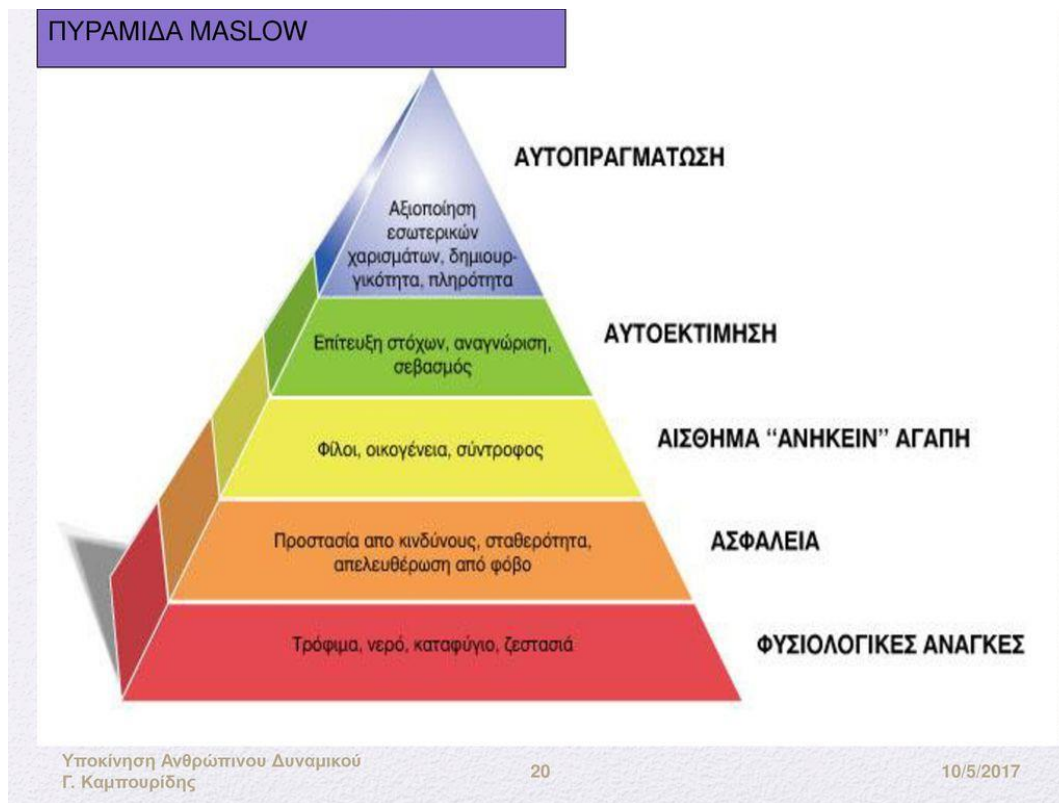 ΠΥΡΑΜΙΔΑ MASLOW
ΑΥΤΟΠΡΑΓΜΑΤΩΣΗ
Αξιοποίηση
εσωτερικών
χαρισμάτων, δημιουρ-
γικότητα, πληρότητα
ΑΥΤΟΕΚΤΙΜΗΣΗ
Επίτευξη στόχων, αναγνώριση,
σεβασμός
ΑΙΣΘΗΜΑ “ΑΝΗΚΕΙΝ” ΑΓΑΠΗ
Φίλοι, οικογένεια, σύντροφος
ΑΣΦΑΛΕΙΑ
Προστασία απο κινδύνους, σταθερότητα,
απελευθέρωση από φόβο
ΦΥΣΙΟΛΟΓΙΚΕΣ ΑΝΑΓΚΕΣ
Τρόφιμα, νερό, καταφύγιο, ζεστασιά
Υποκίνηση Ανθρώπινου Δυναμικού
Γ. Καμπουρίδης
20
10/5/2017